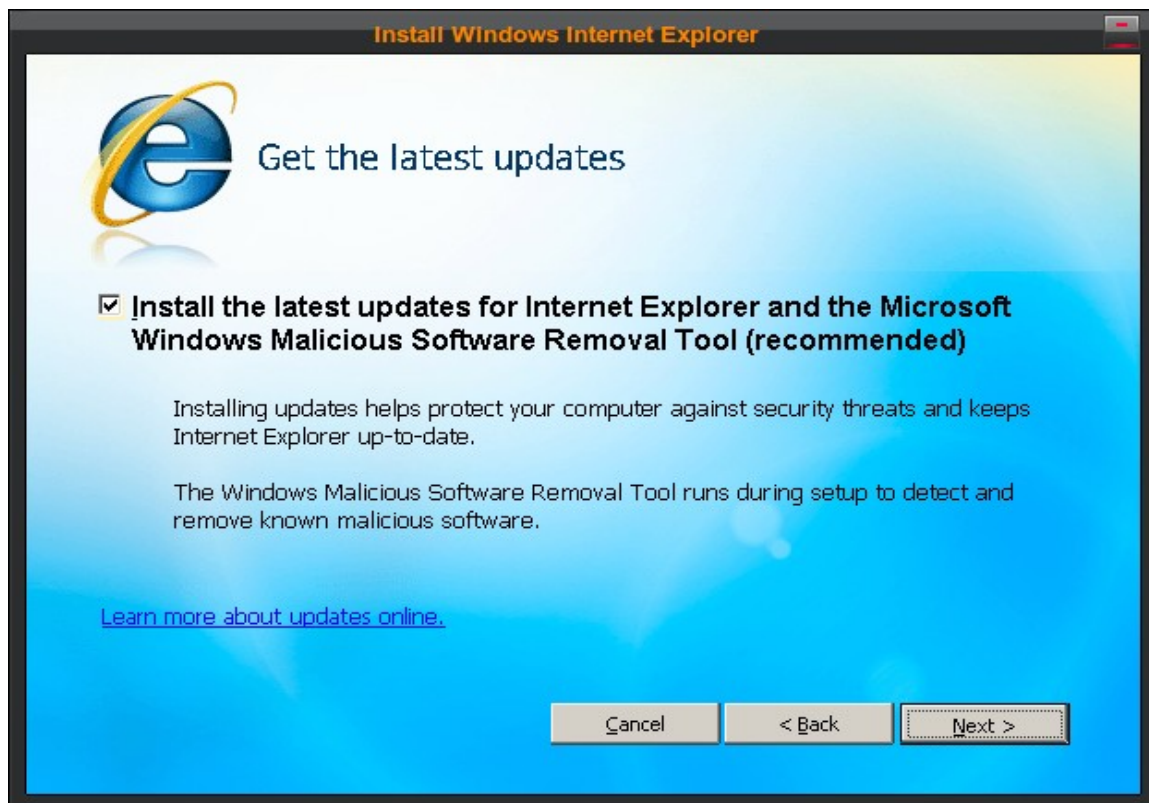 Install Windows Internet Explorer
Get the latest updates
Install the latest updates for Internet Explorer and the Microsoft
Windows Malicious Software Removal Tool (recommended)
Installing updates helps protect your computer against security threats and keeps
Internet Explorer up-to-date.
The Windows Malicious Software Removal Tool runs during setup to detect and
remove known malicious software.
Learn more about updates online.
Cancel
< Back
Next >